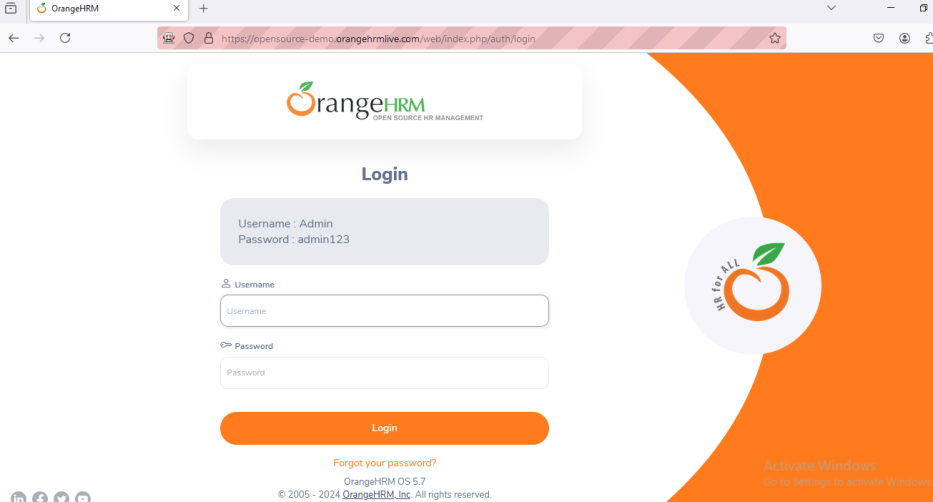 OrangeHRM
https://opensource-demo.orangehrmlive.com/web/index.php/auth/login
OrangeHRM
OPEN SOURCE HR MANAGEMENT
Login
Username : Admin
Password : admin123
Username
Username
Password
Password
Login
Forgot your password?
OrangeHRM OS 5.7
© 2005 - 2024 OrangeHRM, Inc. All rights reserved.
HR for ALL
Activate Windows
Go to Settings to activate Windows